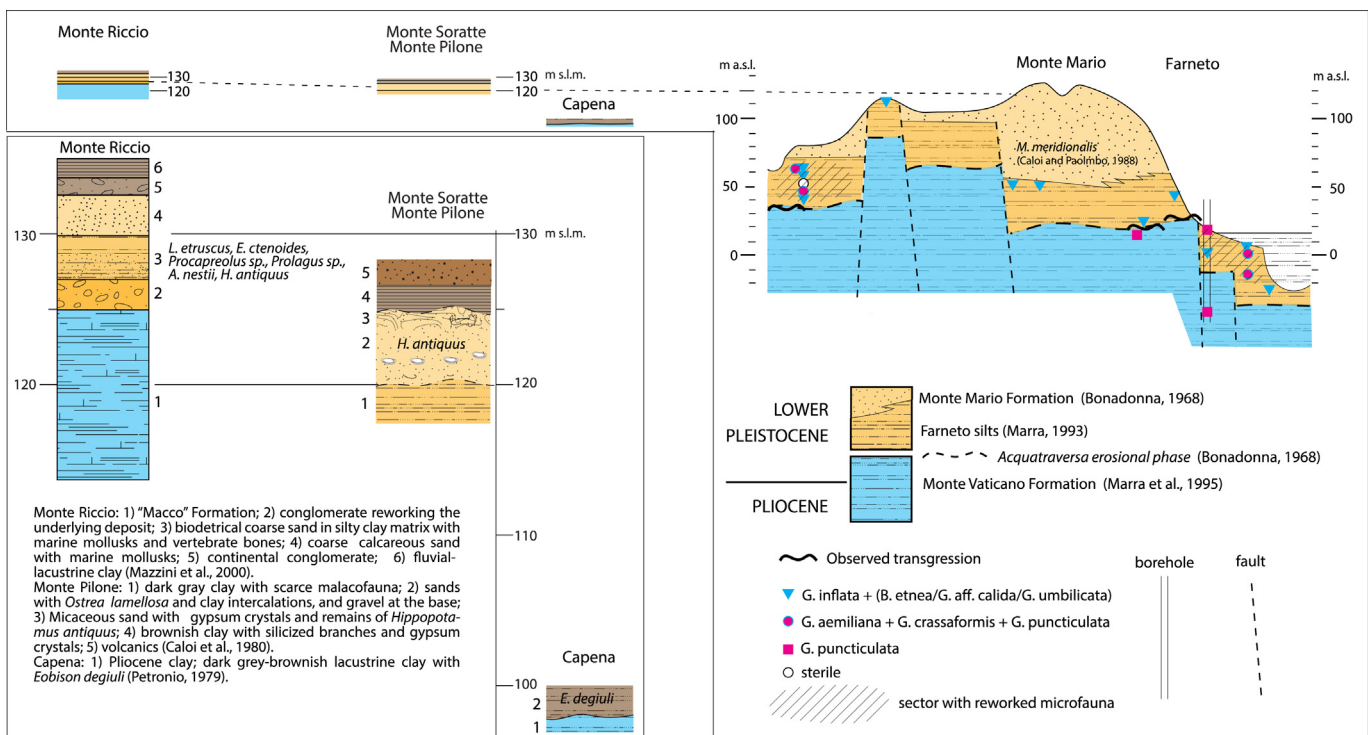 Monte Riccio
130
120
Monte Soratte
Monte Pilone
130 m s.l.m.
120
Capena
Monte Riccio
6
5
4
3
2
1
130
120
L. etruscus, E. ctenoides,
Procapreolus sp., Prolagus sp.,
A. nestii, H. antiquus
Monte Soratte
Monte Pilone
5
4
3
2
1
H. antiquus
130 m s.l.m.
120
110
100
Capena
E. degiuli
2
1
Monte Riccio: 1) "Macco" Formation; 2) conglomerate reworking
the underlying deposit; 3) biodetrical coarse sand in silty clay matrix with
marine mollusks and vertebrate bones; 4) coarse calcareous sand
with marine mollusks; 5) continental conglomerate; 6) fluvial-
lacustrine clay (Mazzini et al., 2000).
Monte Pilone: 1) dark gray clay with scarce malacofauna; 2) sands
with Ostrea lamellosa and clay intercalations, and gravel at the base;
3) Micaceous sand with gypsum crystals and remains of Hippopota-
mus antiquus; 4) brownish clay with silicized branches and gypsum
crystals; 5) volcanics (Caloi et al., 1980).
Capena: 1) Pliocene clay; dark grey-brownish lacustrine clay with
Eobison degiuli (Petronio, 1979).
m a.s.l.
100
50
0
Monte Mario
Farneto
M. meridionalis
(Caloi and Paolmbo, 1988)
m a.s.l.
100
50
0
LOWER
PLEISTOCENE
PLIOCENE
Monte Mario Formation (Bonadonna, 1968)
Farneto silts (Marra, 1993)
Acquatraversa erosional phase (Bonadonna, 1968)
Monte Vaticano Formation (Marra et al., 1995)
Observed transgression
G. inflata + (B. etnea/G. aff. calida/G. umbilicata)
G. aemiliana + G. crassaformis + G. puncticulata
G. puncticulata
sterile
sector with reworked microfauna
borehole
fault